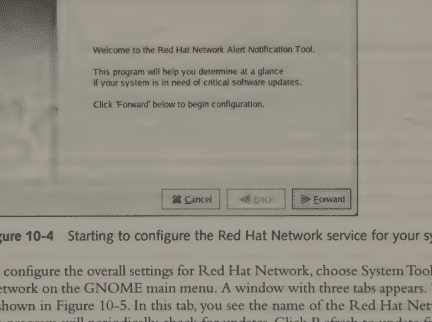 Welcome to the Red Hat Network Alert Notification Tool.
This program will help you determine at a glance
if your system is in need of critical software updates.
Click 'Forward' below to begin configuration.
Cancel Back Forward
gure 10-4 Starting to configure the Red Hat Network service for your sy
configure the overall settings for Red Hat Network, choose System Tool
etwork on the GNOME main menu. A window with three tabs appears.
shown in Figure 10-5. In this tab, you see the name of the Red Hat Net
program will periodically check for updates. Click Refresh to update